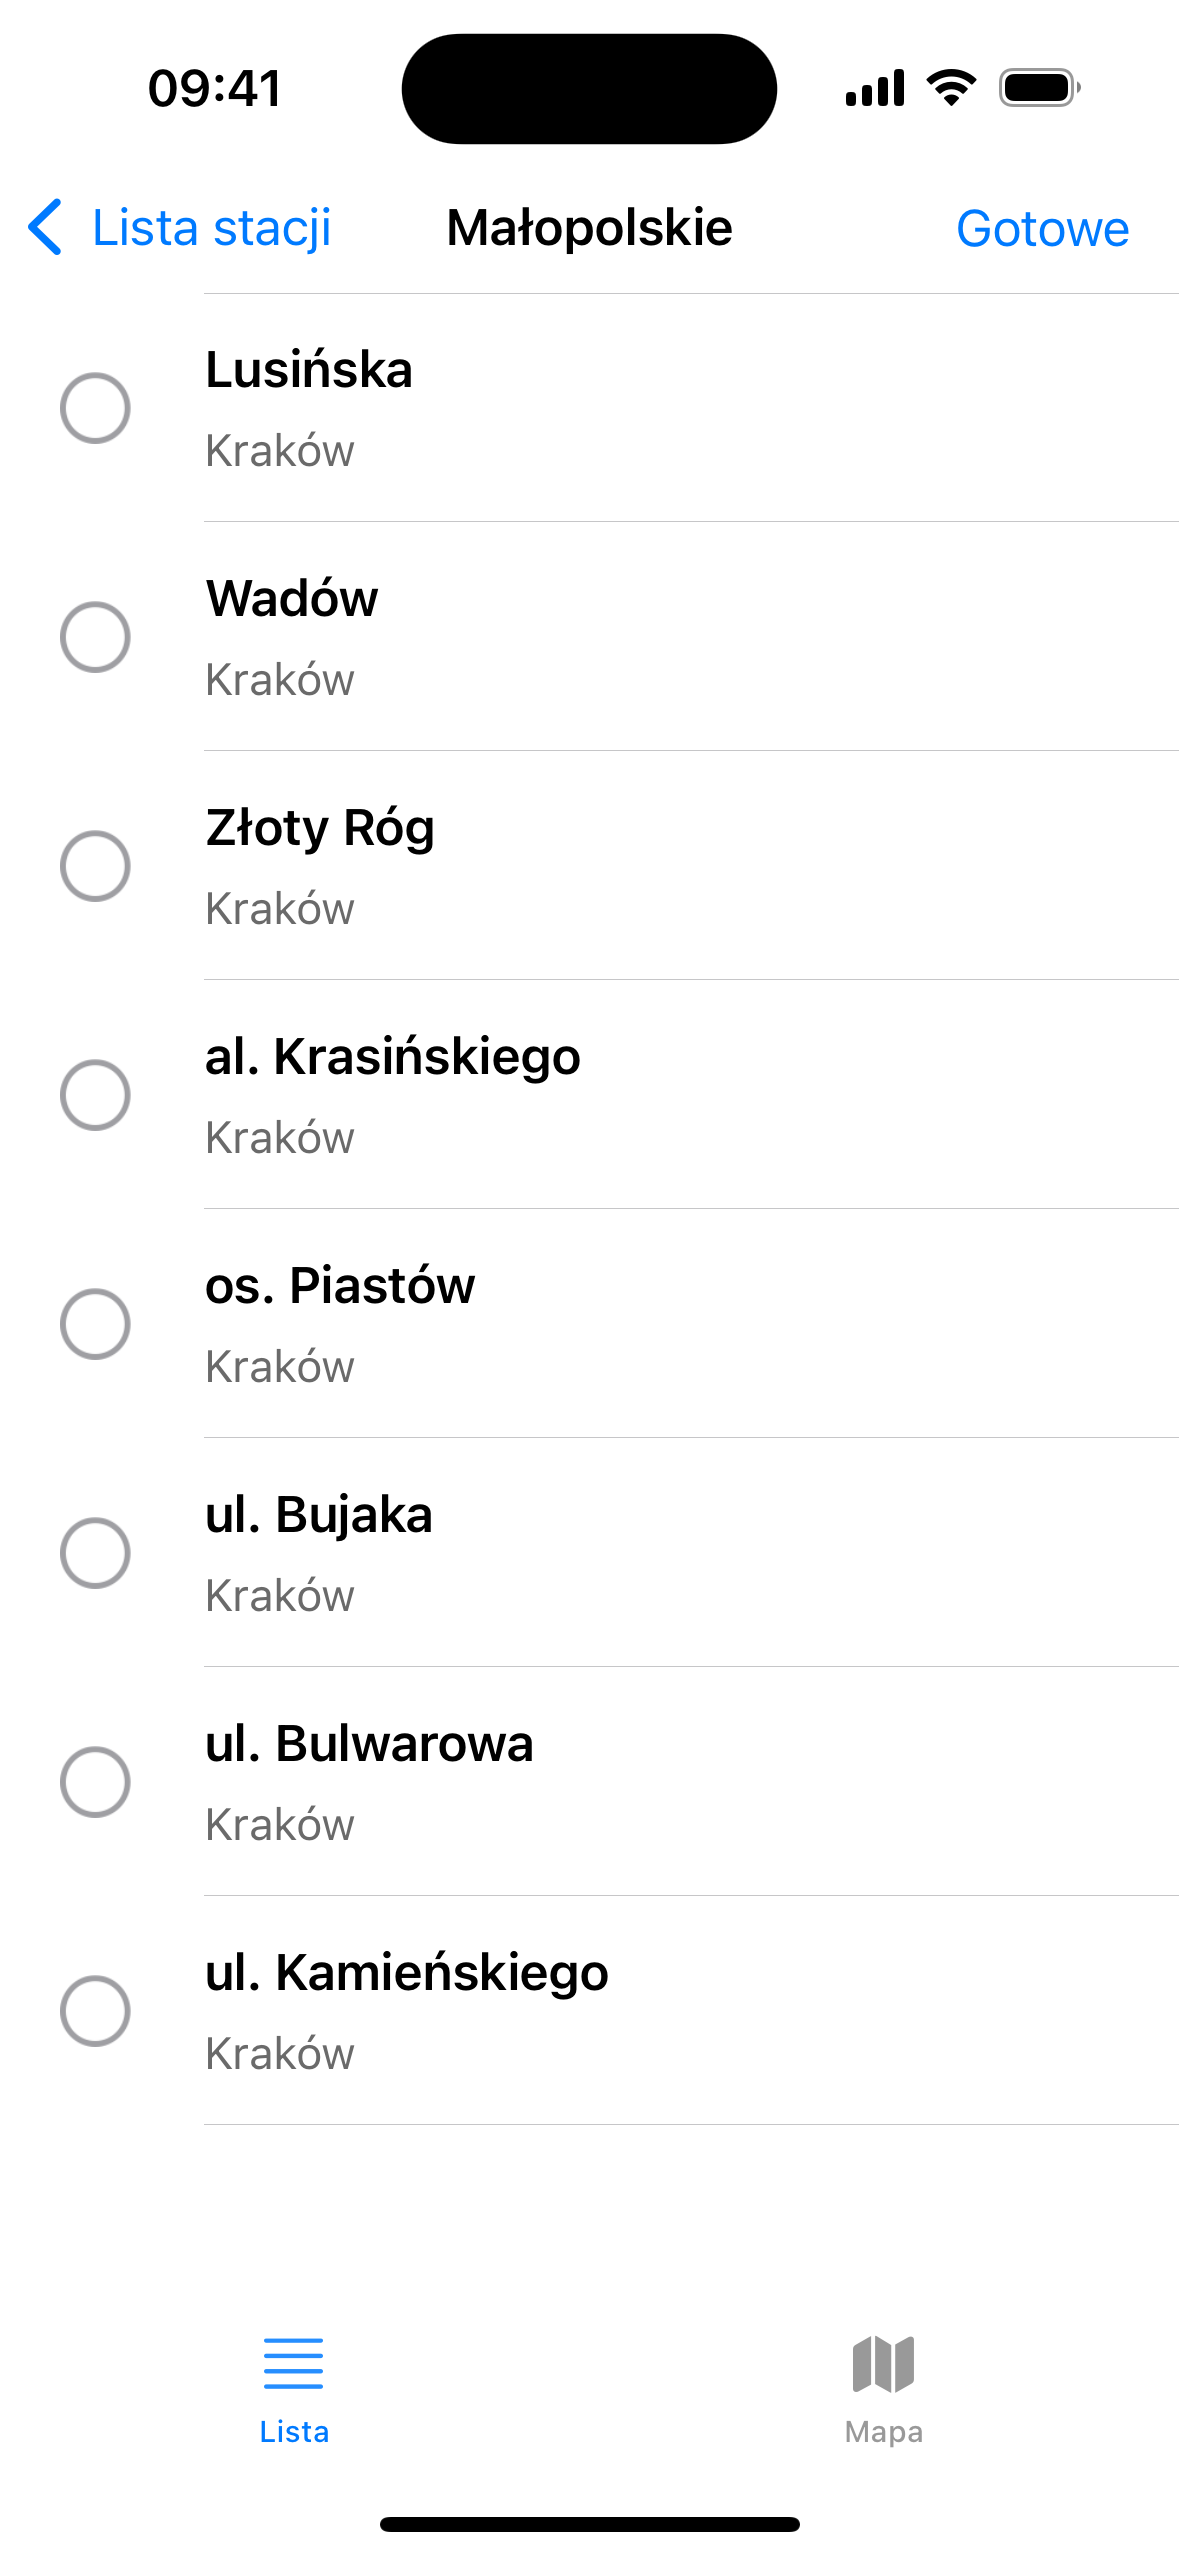 09:41
Lista stacji Małopolskie Gotowe
Lusińska
Kraków
Wadów
Kraków
Złoty Róg
Kraków
al. Krasińskiego
Kraków
os. Piastów
Kraków
ul. Bujaka
Kraków
ul. Bulwarowa
Kraków
ul. Kamieńskiego
Kraków
Lista Mapa